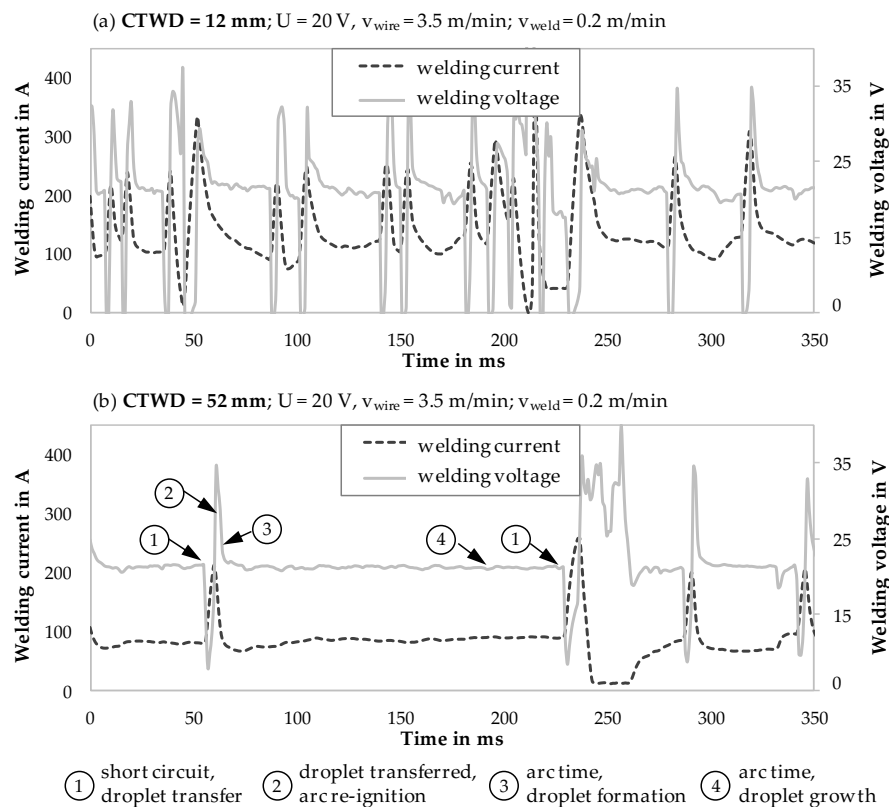 (a) CTWD = 12 mm; U = 20 V, v_wire = 3.5 m/min; v_weld = 0.2 m/min
Welding current in A
400
300
200
100
0
welding current
welding voltage
35
25
15
0
Welding voltage in V
0 50 100 150 200 250 300 350
Time in ms
(b) CTWD = 52 mm; U = 20 V, v_wire = 3.5 m/min; v_weld = 0.2 m/min
Welding current in A
400
300
200
100
0
welding current
welding voltage
2
1
3
4
1
35
25
15
0
Welding voltage in V
0 50 100 150 200 250 300 350
Time in ms
1 short circuit, droplet transfer
2 droplet transferred, arc re-ignition
3 arc time, droplet formation
4 arc time, droplet growth